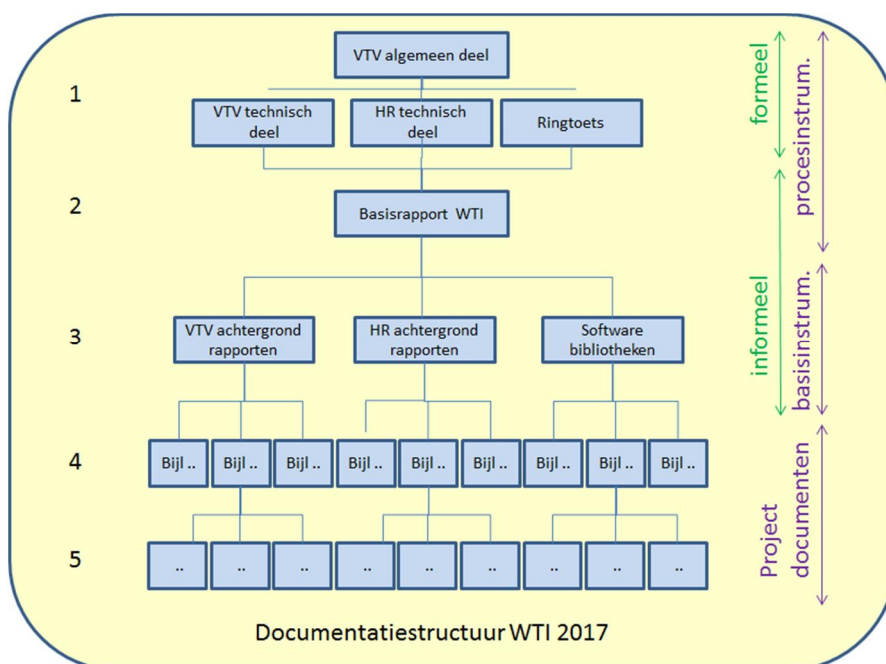 VTV algemeen deel
1
VTV technisch
deel
HR technisch
deel
Ringtoets
2
Basisrapport WTI
3
VTV achtergrond
rapporten
HR achtergrond
rapporten
Software
bibliotheken
4
Bijl ..
Bijl ..
Bijl ..
Bijl ..
Bijl ..
Bijl ..
Bijl ..
Bijl ..
Bijl ..
5
..
..
..
..
..
..
..
..
..
formeel
informeel
procesinstrum.
basisinstrum.
Project
documenten
Documentatiestructuur WTI 2017